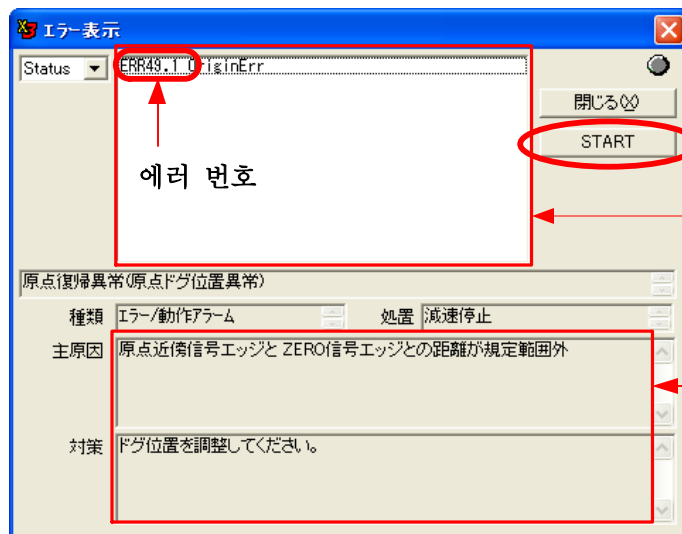 エラー表示
Status
ERR49.1 OriginErr
閉じる(X)
START
에러 번호
原点復帰異常(原点ドグ位置異常)
種類 エラー/動作アラーム 処置 減速停止
主原因 原点近傍信号エッジと ZERO信号エッジとの距離が規定範囲外
対策 ドグ位置を調整してください。